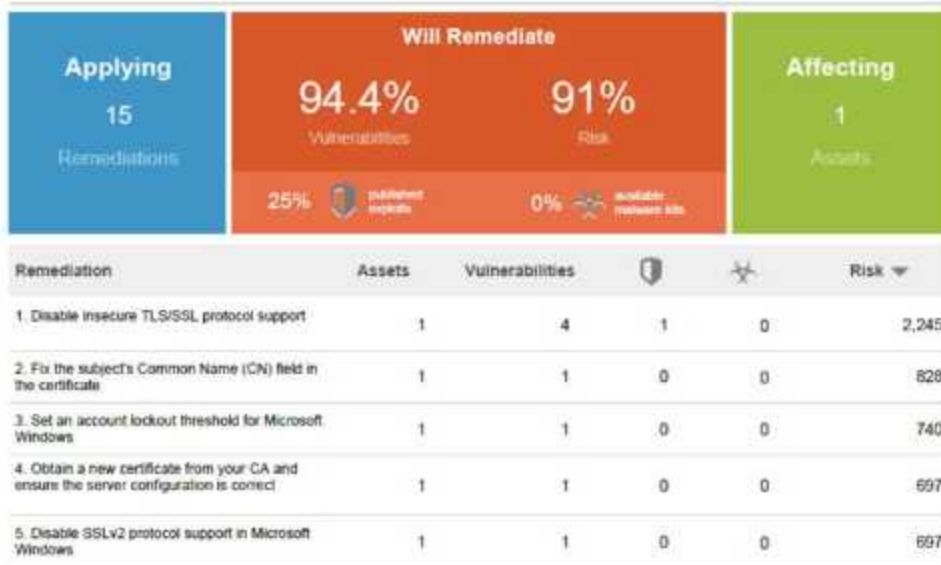 Applying
15
Remediations
Will Remediate
94.4%
Vulnerabilities
91%
Risk
25%
published
exploits
0%
available
malware kits
Affecting
1
Assets
Remediation Assets Vulnerabilities Risk
1. Disable insecure TLS/SSL protocol support 1 4 1 0 2,245
2. Fix the subject's Common Name (CN) field in
the certificate 1 1 0 0 828
3. Set an account lockout threshold for Microsoft
Windows 1 1 0 0 740
4. Obtain a new certificate from your CA and
ensure the server configuration is correct 1 1 0 0 697
5. Disable SSLv2 protocol support in Microsoft
Windows 1 1 0 0 697